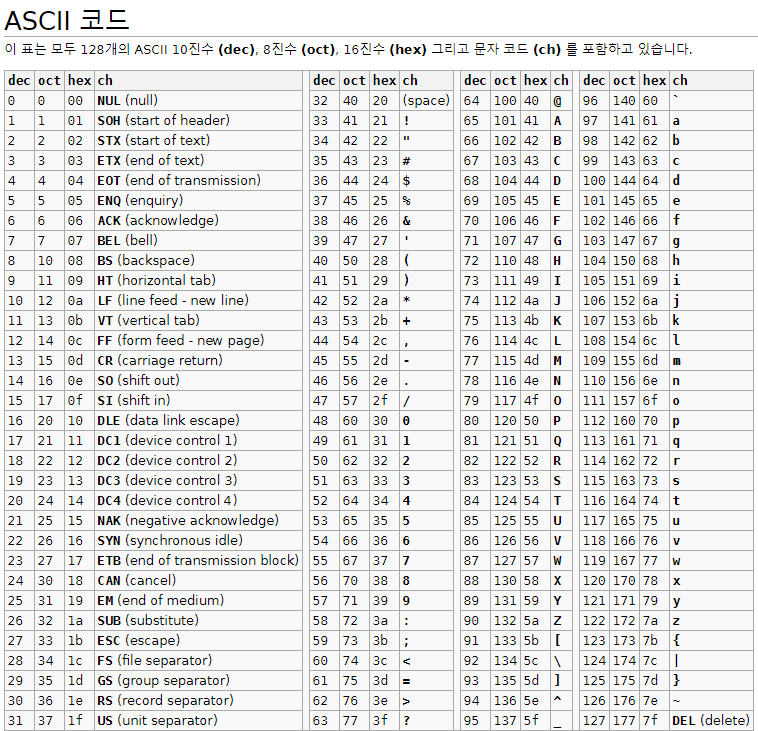 ASCII 코드
이 표는 모두 128개의 ASCII 10진수 (dec), 8진수 (oct), 16진수 (hex) 그리고 문자 코드 (ch) 를 포함하고 있습니다.
dec oct hex ch dec oct hex ch dec oct hex ch dec oct hex ch
0 0 00 NUL (null) 32 40 20 (space) 64 100 40 @ 96 140 60 `
1 1 01 SOH (start of header) 33 41 21 ! 65 101 41 A 97 141 61 a
2 2 02 STX (start of text) 34 42 22 " 66 102 42 B 98 142 62 b
3 3 03 ETX (end of text) 35 43 23 # 67 103 43 C 99 143 63 c
4 4 04 EOT (end of transmission) 36 44 24 $ 68 104 44 D 100 144 64 d
5 5 05 ENQ (enquiry) 37 45 25 % 69 105 45 E 101 145 65 e
6 6 06 ACK (acknowledge) 38 46 26 & 70 106 46 F 102 146 66 f
7 7 07 BEL (bell) 39 47 27 ' 71 107 47 G 103 147 67 g
8 10 08 BS (backspace) 40 50 28 ( 72 110 48 H 104 150 68 h
9 11 09 HT (horizontal tab) 41 51 29 ) 73 111 49 I 105 151 69 i
10 12 0a LF (line feed - new line) 42 52 2a * 74 112 4a J 106 152 6a j
11 13 0b VT (vertical tab) 43 53 2b + 75 113 4b K 107 153 6b k
12 14 0c FF (form feed - new page) 44 54 2c , 76 114 4c L 108 154 6c l
13 15 0d CR (carriage return) 45 55 2d - 77 115 4d M 109 155 6d m
14 16 0e SO (shift out) 46 56 2e . 78 116 4e N 110 156 6e n
15 17 0f SI (shift in) 47 57 2f / 79 117 4f O 111 157 6f o
16 20 10 DLE (data link escape) 48 60 30 0 80 120 50 P 112 160 70 p
17 21 11 DC1 (device control 1) 49 61 31 1 81 121 51 Q 113 161 71 q
18 22 12 DC2 (device control 2) 50 62 32 2 82 122 52 R 114 162 72 r
19 23 13 DC3 (device control 3) 51 63 33 3 83 123 53 S 115 163 73 s
20 24 14 DC4 (device control 4) 52 64 34 4 84 124 54 T 116 164 74 t
21 25 15 NAK (negative acknowledge) 53 65 35 5 85 125 55 U 117 165 75 u
22 26 16 SYN (synchronous idle) 54 66 36 6 86 126 56 V 118 166 76 v
23 27 17 ETB (end of transmission block) 55 67 37 7 87 127 57 W 119 167 77 w
24 30 18 CAN (cancel) 56 70 38 8 88 130 58 X 120 170 78 x
25 31 19 EM (end of medium) 57 71 39 9 89 131 59 Y 121 171 79 y
26 32 1a SUB (substitute) 58 72 3a : 90 132 5a Z 122 172 7a z
27 33 1b ESC (escape) 59 73 3b ; 91 133 5b [ 123 173 7b {
28 34 1c FS (file separator) 60 74 3c < 92 134 5c \ 124 174 7c |
29 35 1d GS (group separator) 61 75 3d = 93 135 5d ] 125 175 7d }
30 36 1e RS (record separator) 62 76 3e > 94 136 5e ^ 126 176 7e ~
31 37 1f US (unit separator) 63 77 3f ? 95 137 5f _ 127 177 7f DEL (delete)